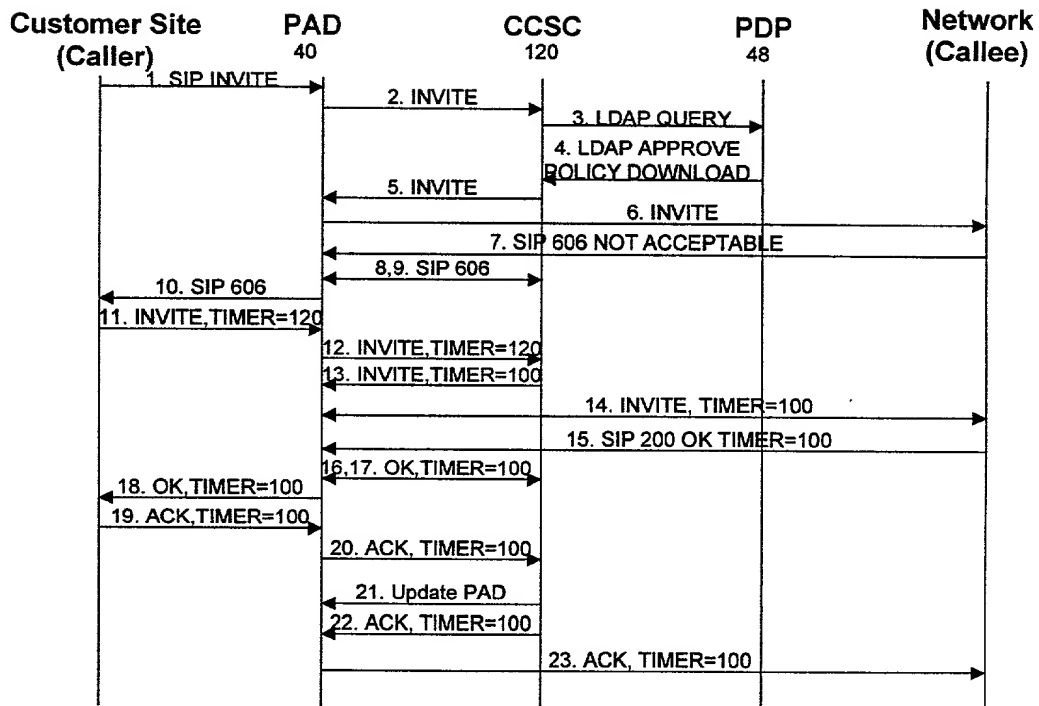 Customer Site
(Caller)
PAD
40
CCSC
120
PDP
48
Network
(Callee)
1. SIP INVITE
2. INVITE
3. LDAP QUERY
4. LDAP APPROVE
POLICY DOWNLOAD
5. INVITE
6. INVITE
7. SIP 606 NOT ACCEPTABLE
8,9. SIP 606
10. SIP 606
11. INVITE,TIMER=120
12. INVITE,TIMER=120
13. INVITE,TIMER=100
14. INVITE, TIMER=100
15. SIP 200 OK TIMER=100
16,17. OK,TIMER=100
18. OK,TIMER=100
19. ACK,TIMER=100
20. ACK, TIMER=100
21. Update PAD
22. ACK, TIMER=100
23. ACK, TIMER=100